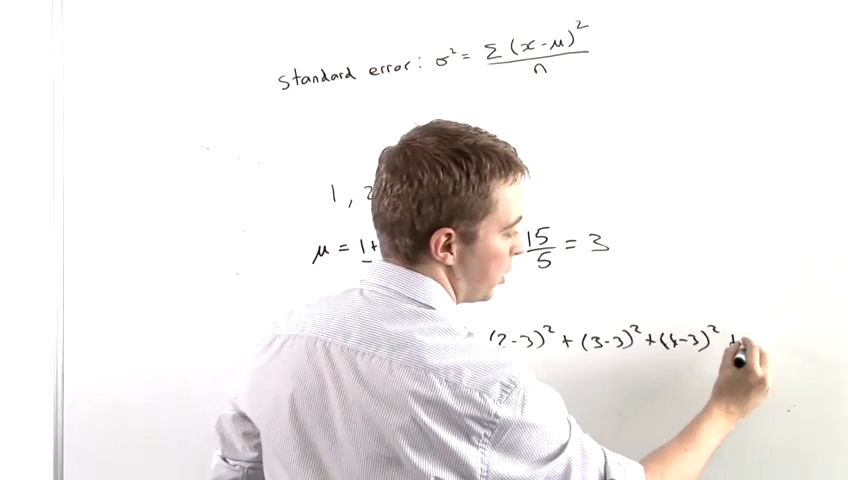 standard error: σ² = Σ(x-μ)² / n
1, 2
μ = 1+ 15/5 = 3
(2-3)² + (3-3)² + (4-3)² +